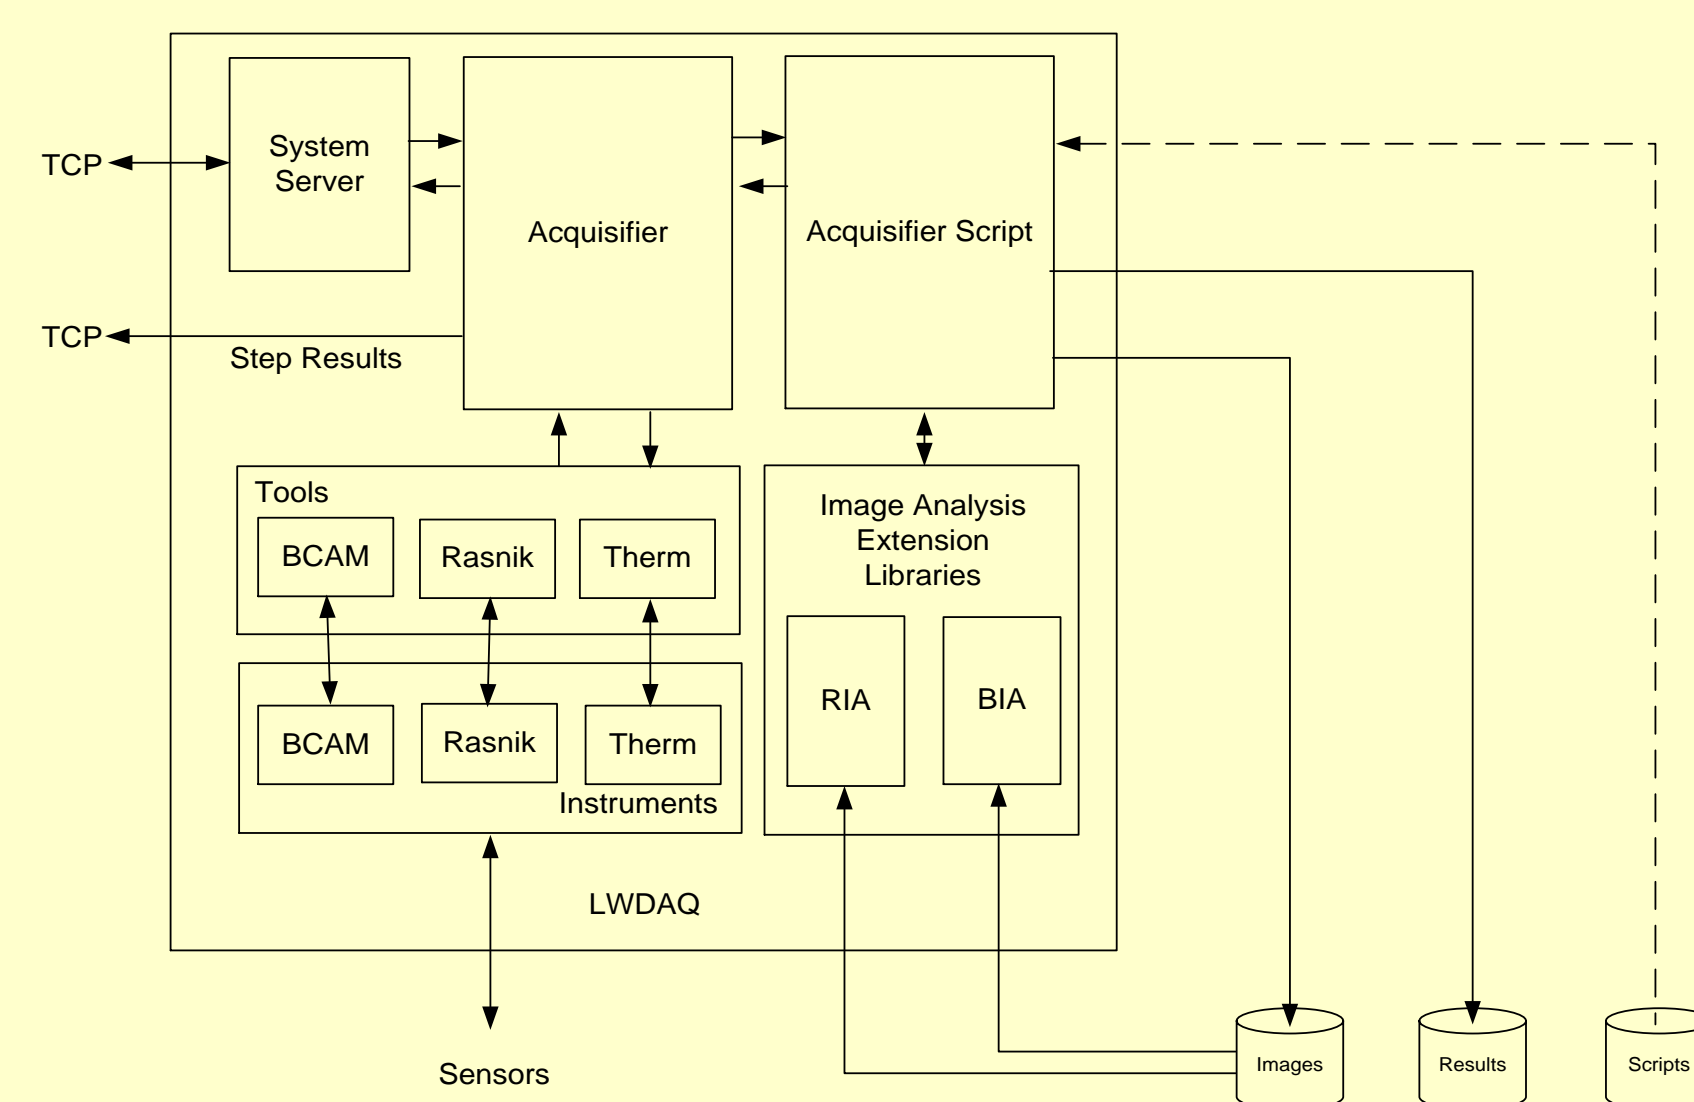 System
Server
TCP
Acquisifier
Acquisifier Script
TCP
Step Results
Tools
BCAM
Rasnik
Therm
Image Analysis
Extension
Libraries
RIA
BIA
BCAM
Rasnik
Therm
Instruments
LWDAQ
Sensors
Images
Results
Scripts